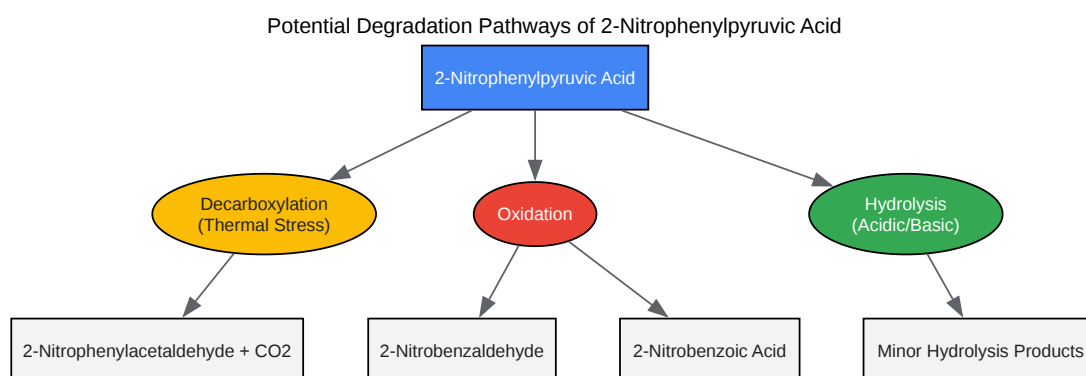 Potential Degradation Pathways of 2-Nitrophenylpyruvic Acid
2-Nitrophenylpyruvic Acid
Decarboxylation
(Thermal Stress)
Oxidation
Hydrolysis
(Acidic/Basic)
2-Nitrophenylacetaldehyde + CO2
2-Nitrobenzaldehyde
2-Nitrobenzoic Acid
Minor Hydrolysis Products